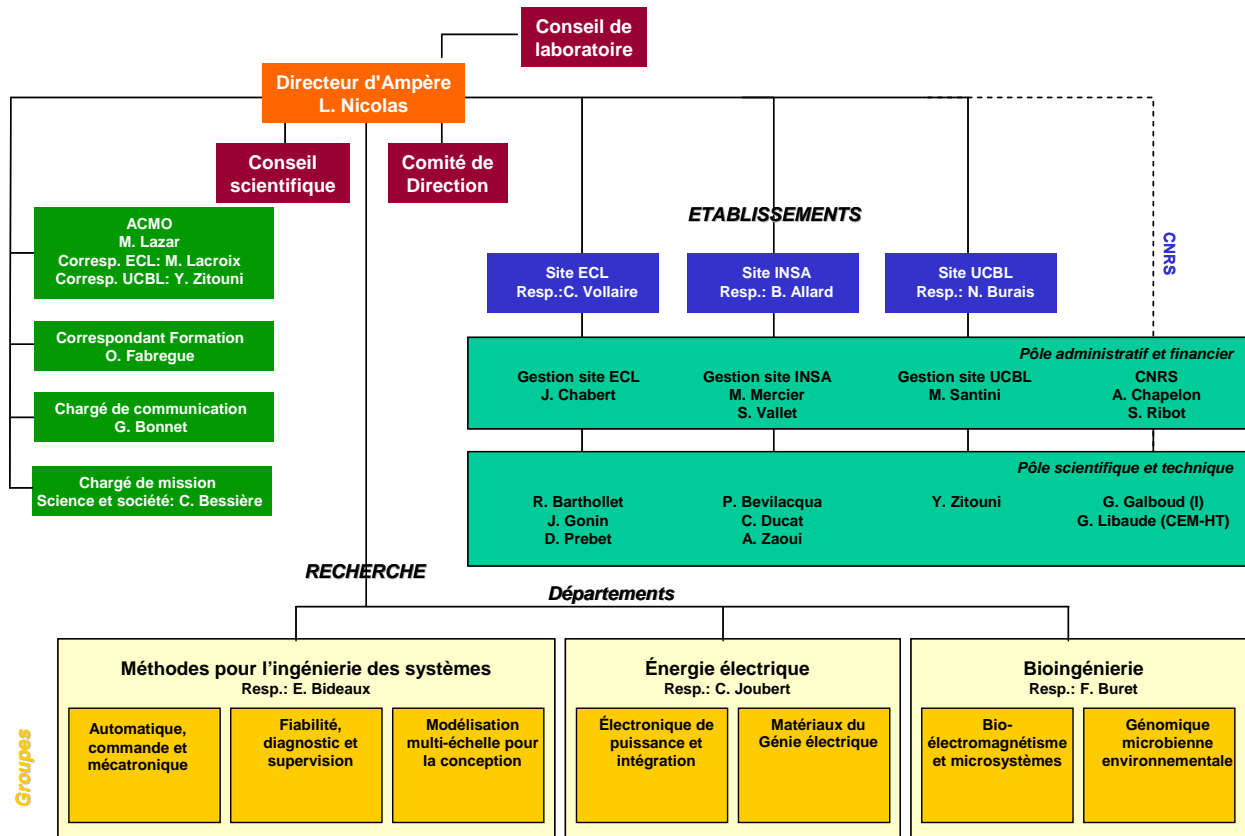 Conseil de
laboratoire
Directeur d'Ampère
L. Nicolas
Conseil
scientifique
Comité de
Direction
ACMO
M. Lazar
Corresp. ECL: M. Lacroix
Corresp. UCBL: Y. Zitouni
Correspondant Formation
O. Fabregue
Chargé de communication
G. Bonnet
Chargé de mission
Science et société: C. Bessière
ETABLISSEMENTS
CNRS
Site ECL
Resp.:C. Vollaire
Site INSA
Resp.: B. Allard
Site UCBL
Resp.: N. Burais
Pôle administratif et financier
Gestion site ECL
J. Chabert
Gestion site INSA
M. Mercier
S. Vallet
Gestion site UCBL
M. Santini
CNRS
A. Chapelon
S. Ribot
Pôle scientifique et technique
R. Barthollet
J. Gonin
D. Prebet
P. Bevilacqua
C. Ducat
A. Zaoui
Y. Zitouni
G. Galboud (I)
G. Libaude (CEM-HT)
RECHERCHE
Départements
Méthodes pour l’ingénierie des systèmes
Resp.: E. Bideaux
Automatique,
commande et
mécatronique
Fiabilité,
diagnostic et
supervision
Modélisation
multi-échelle pour
la conception
Énergie électrique
Resp.: C. Joubert
Électronique de
puissance et
intégration
Matériaux du
Génie électrique
Bioingénierie
Resp.: F. Buret
Bio-
électromagnétisme
et microsystèmes
Génomique
microbienne
environnementale
Groupes